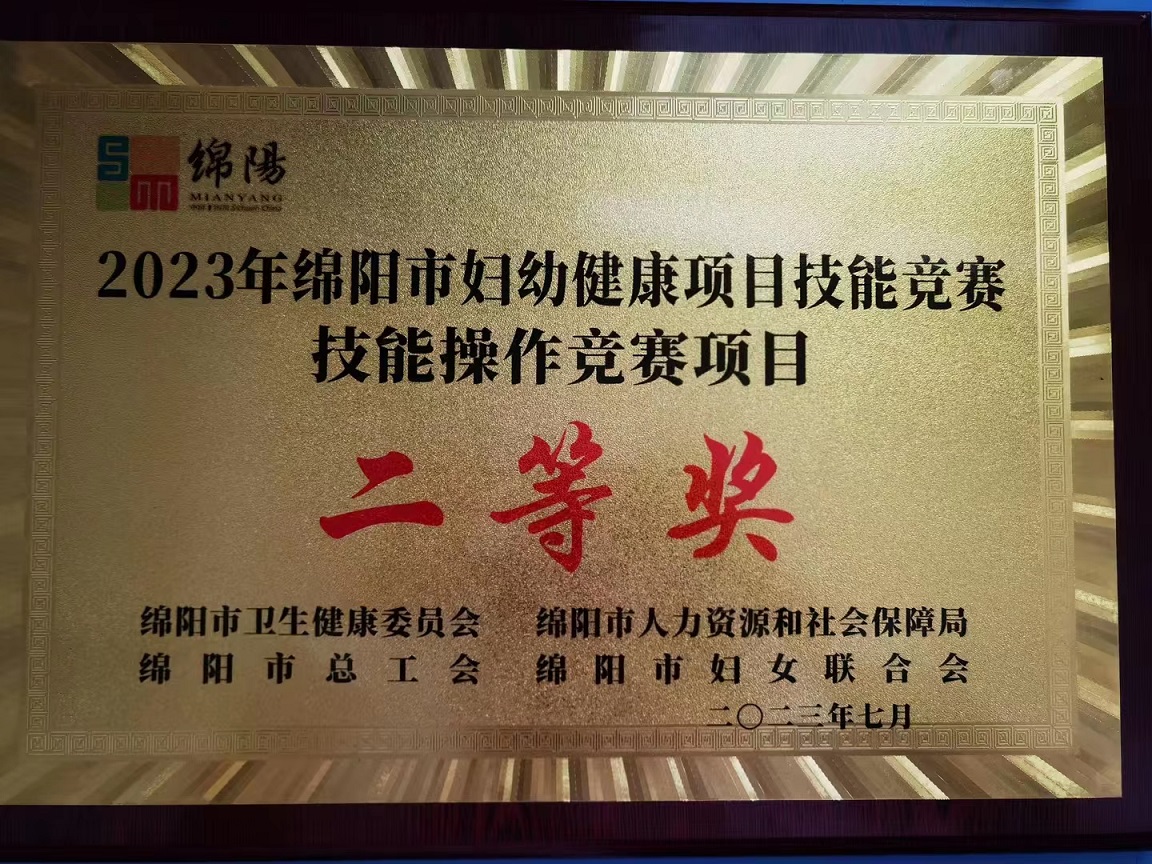 绵陽
MIANYANG
2023年绵阳市妇幼健康项目技能竞赛
技能操作竞赛项目
二等奖
绵阳市卫生健康委员会 绵阳市人力资源和社会保障局
绵阳市总工会 绵阳市妇女联合会
二〇二三年七月